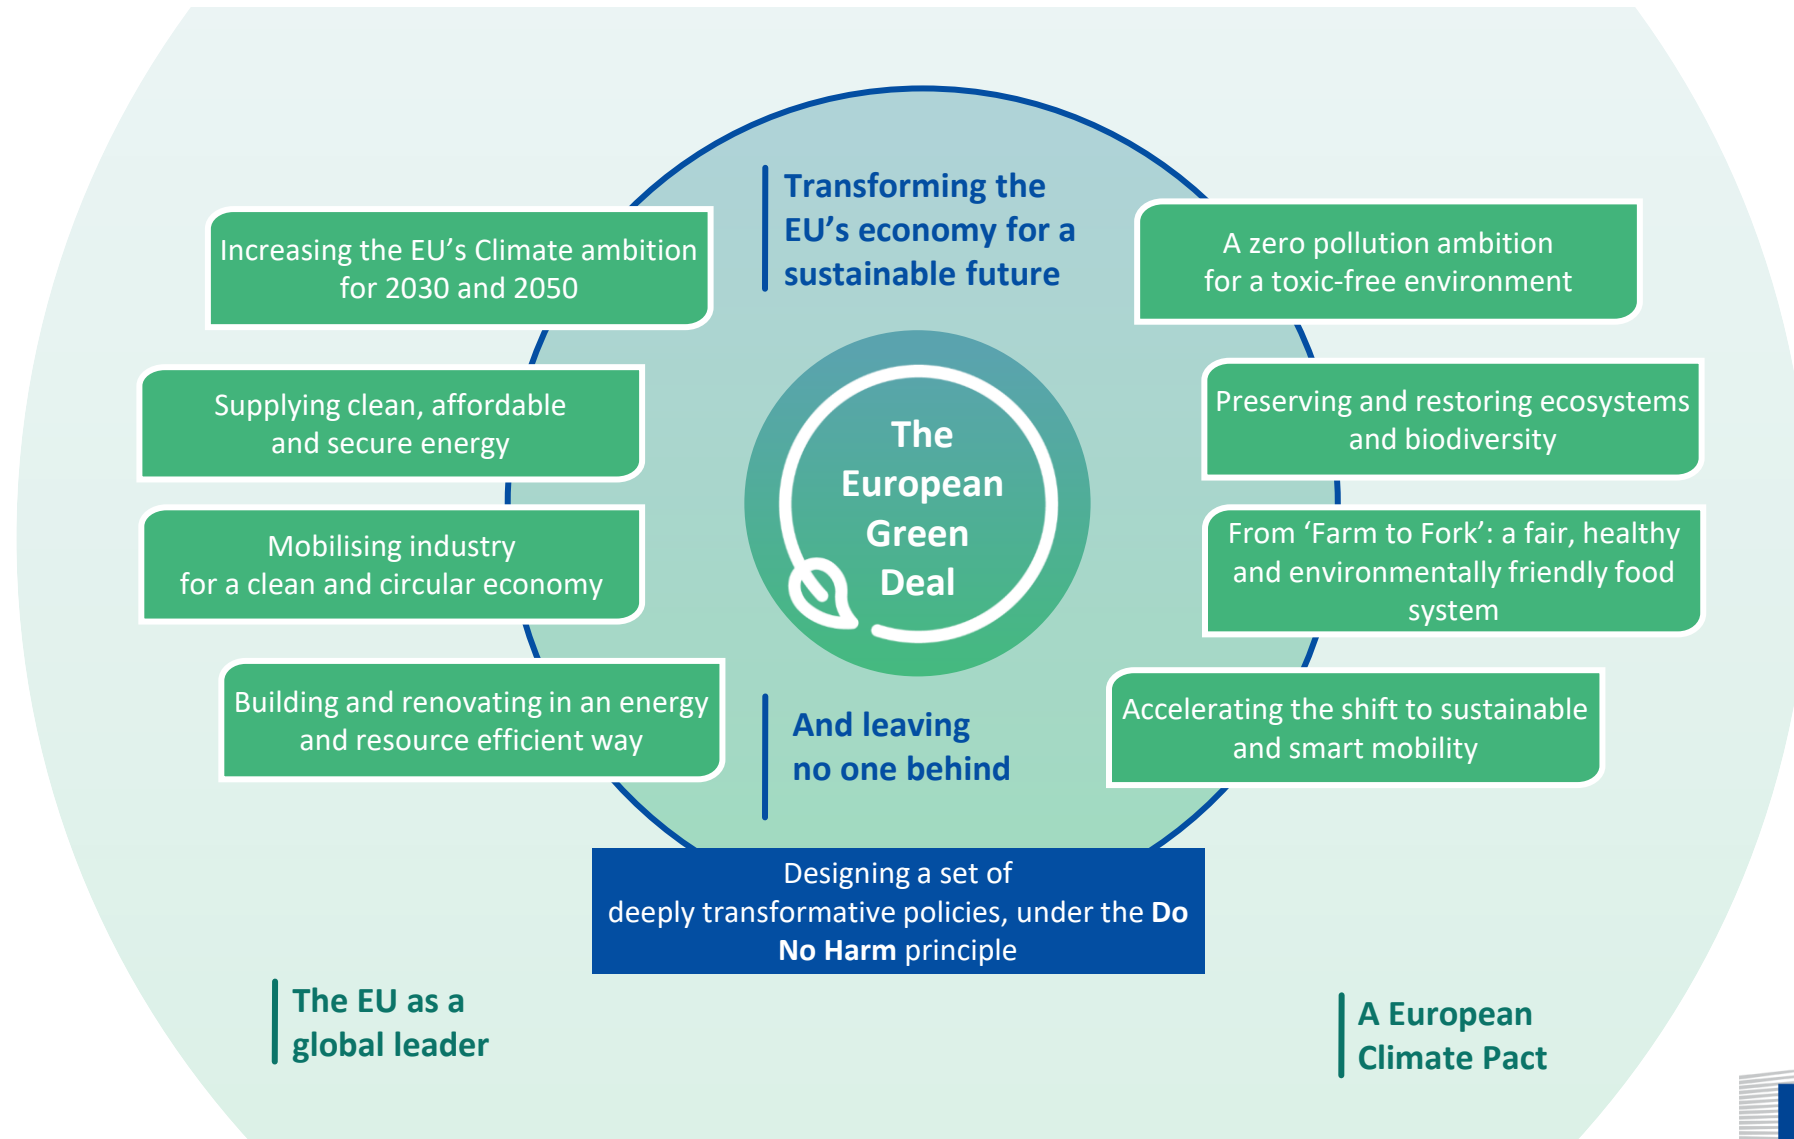 Transforming the
EU’s economy for a
sustainable future
Increasing the EU’s Climate ambition
for 2030 and 2050
Supplying clean, affordable
and secure energy
Mobilising industry
for a clean and circular economy
Building and renovating in an energy
and resource efficient way
The
European
Green
Deal
A zero pollution ambition
for a toxic-free environment
Preserving and restoring ecosystems
and biodiversity
From ‘Farm to Fork’: a fair, healthy
and environmentally friendly food
system
Accelerating the shift to sustainable
and smart mobility
And leaving
no one behind
Designing a set of
deeply transformative policies, under the Do
No Harm principle
The EU as a
global leader
A European
Climate Pact